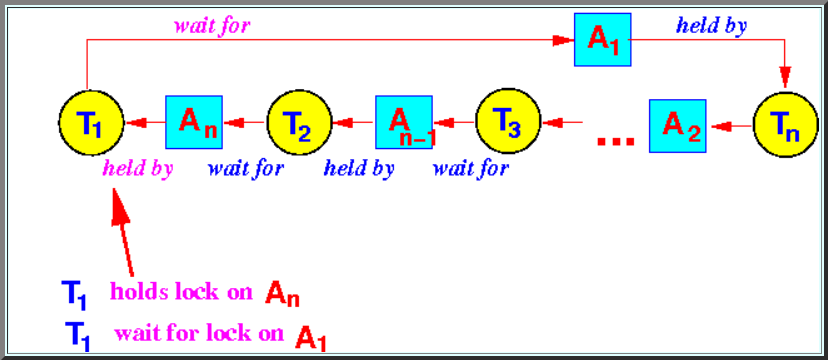 wait for A1 held by
T1 An T2 An−1 T3 ... A2 Tn
held by wait for held by wait for
T1 holds lock on An
T1 wait for lock on A1